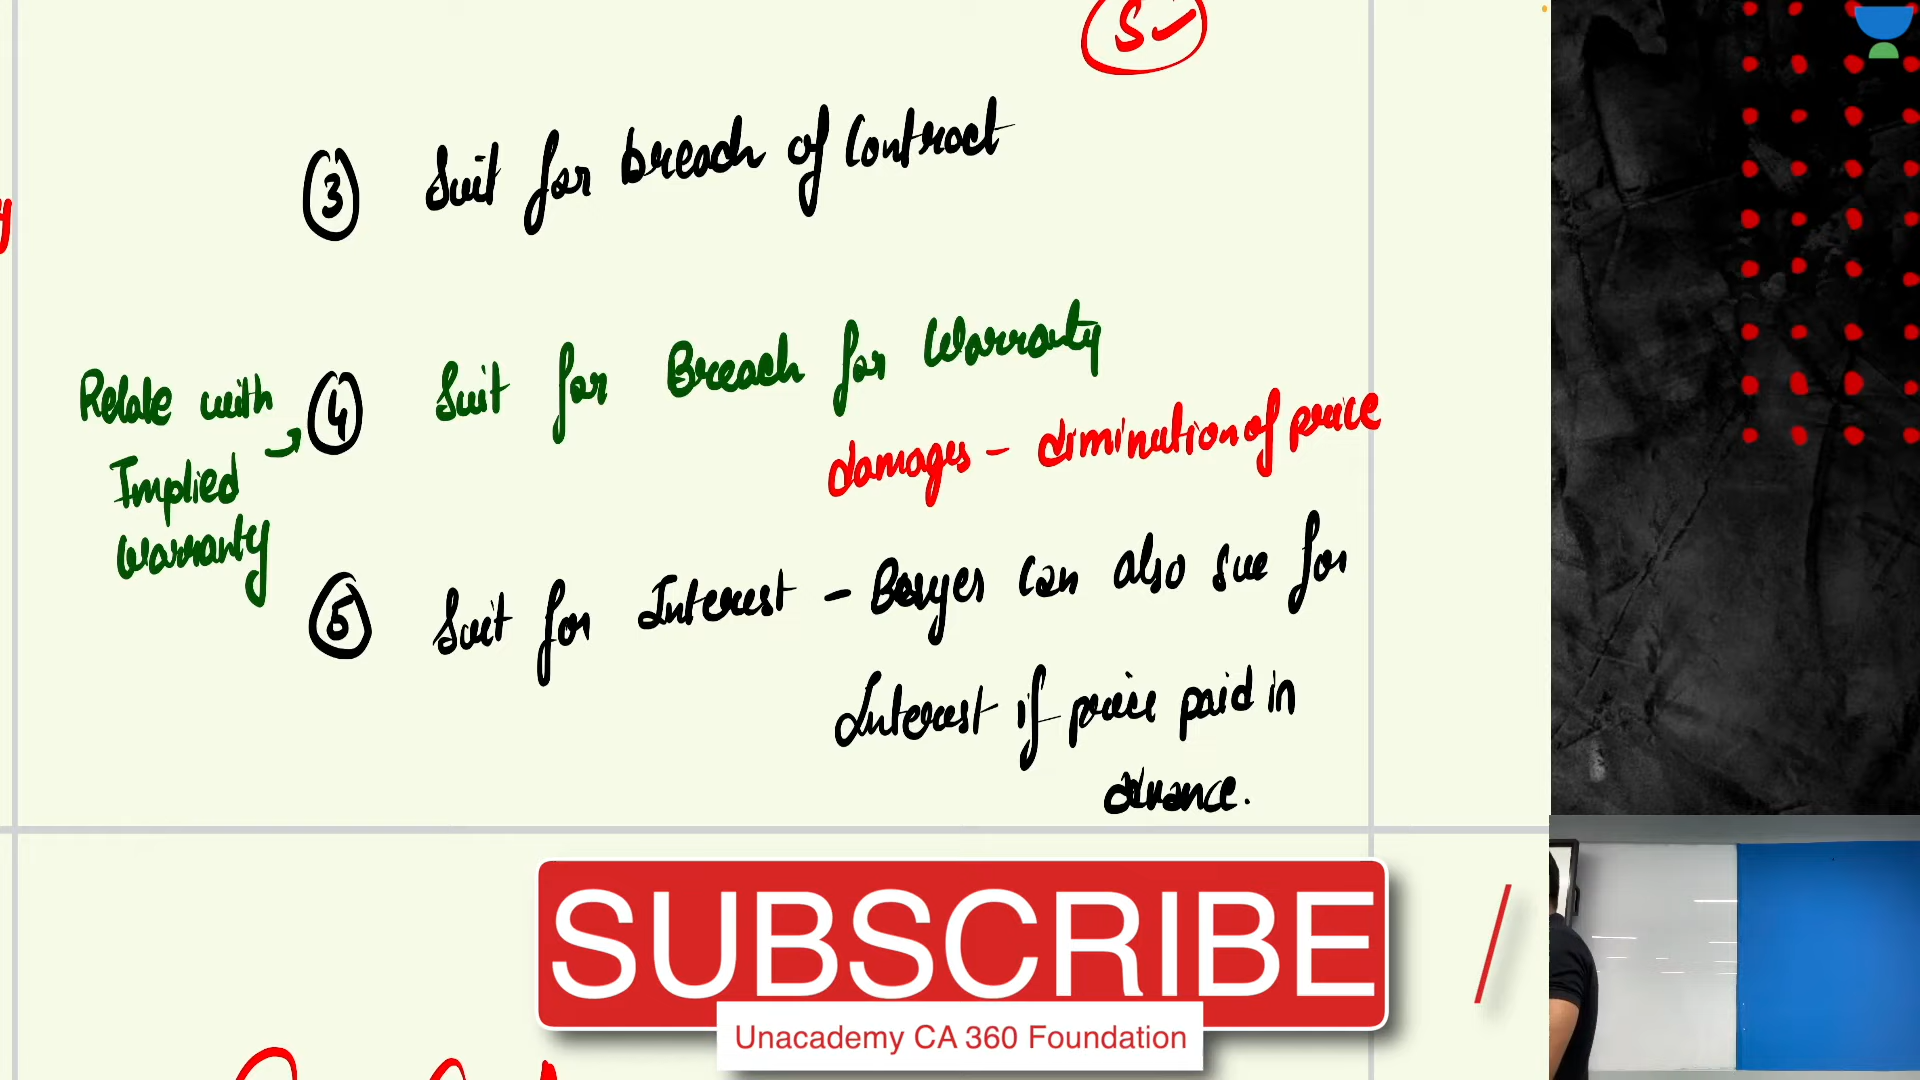 S
③ Suit for breach of Contract
④ Suit for Breach for Warranty
Relate with
Implied
Warranty
damages - diminution of price
⑤ Suit for Interest - Buyer can also sue for
Interest if price paid in
advance.
SUBSCRIBE /
Unacademy CA 360 Foundation